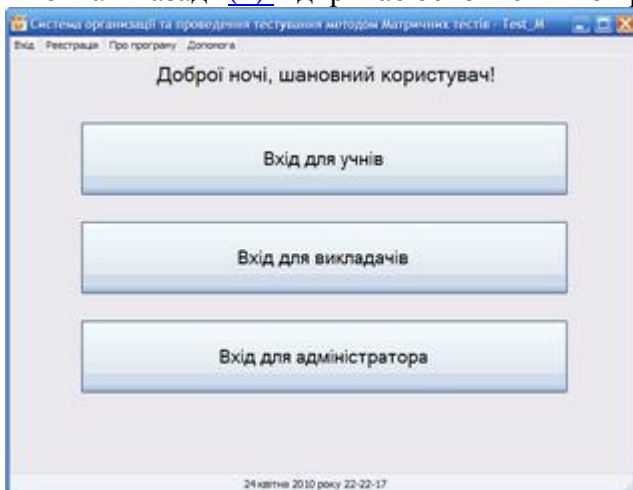 Система організації та проведення тестування методом Матричних тестів - Test_M
Вхід Реєстрація Про програму Допомога
Доброї ночі, шановний користувач!
Вхід для учнів
Вхід для викладачів
Вхід для адміністратора
24 квітня 2010 року 22-22-17